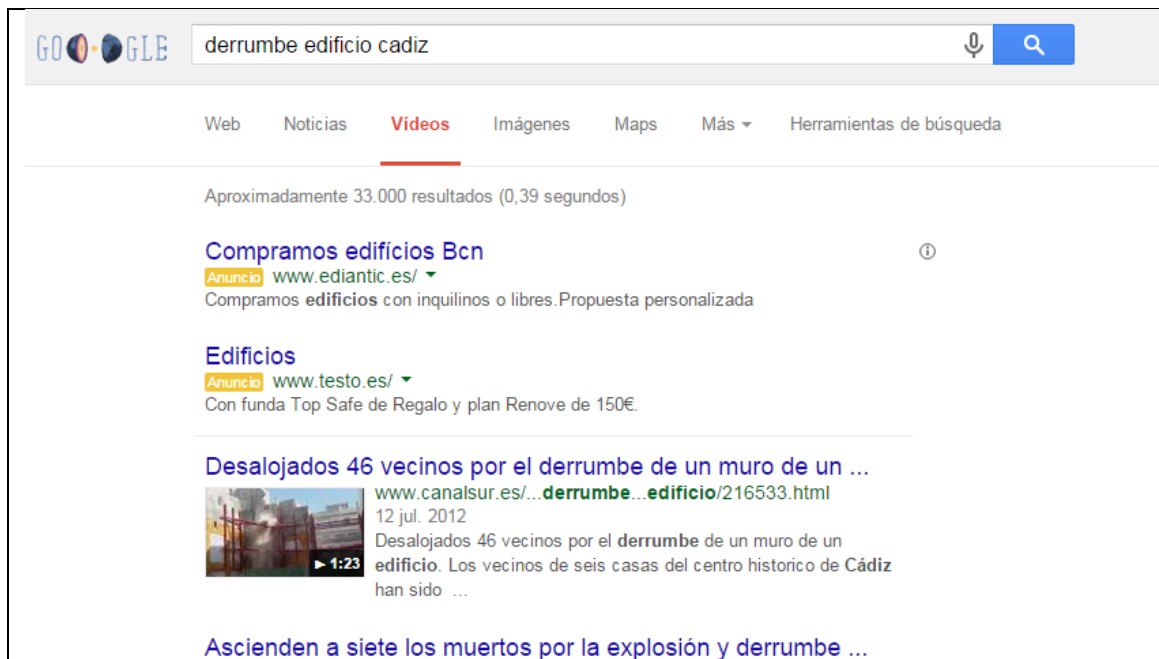 GOOGLE
derrumbe edificio cadiz
Web Noticias Vídeos Imágenes Maps Más Herramientas de búsqueda
Aproximadamente 33.000 resultados (0,39 segundos)
Compramos edifícios Bcn
Anuncio www.ediantic.es/
Compramos edificios con inquilinos o libres.Propuesta personalizada
Edificios
Anuncio www.testo.es/
Con funda Top Safe de Regalo y plan Renove de 150€.
Desalojados 46 vecinos por el derrumbe de un muro de un ...
www.canalsur.es/...derrumbe...edificio/216533.html
12 jul. 2012
Desalojados 46 vecinos por el derrumbe de un muro de un
1:23 edificio. Los vecinos de seis casas del centro historico de Cádiz
han sido ...
Ascienden a siete los muertos por la explosión y derrumbe ...